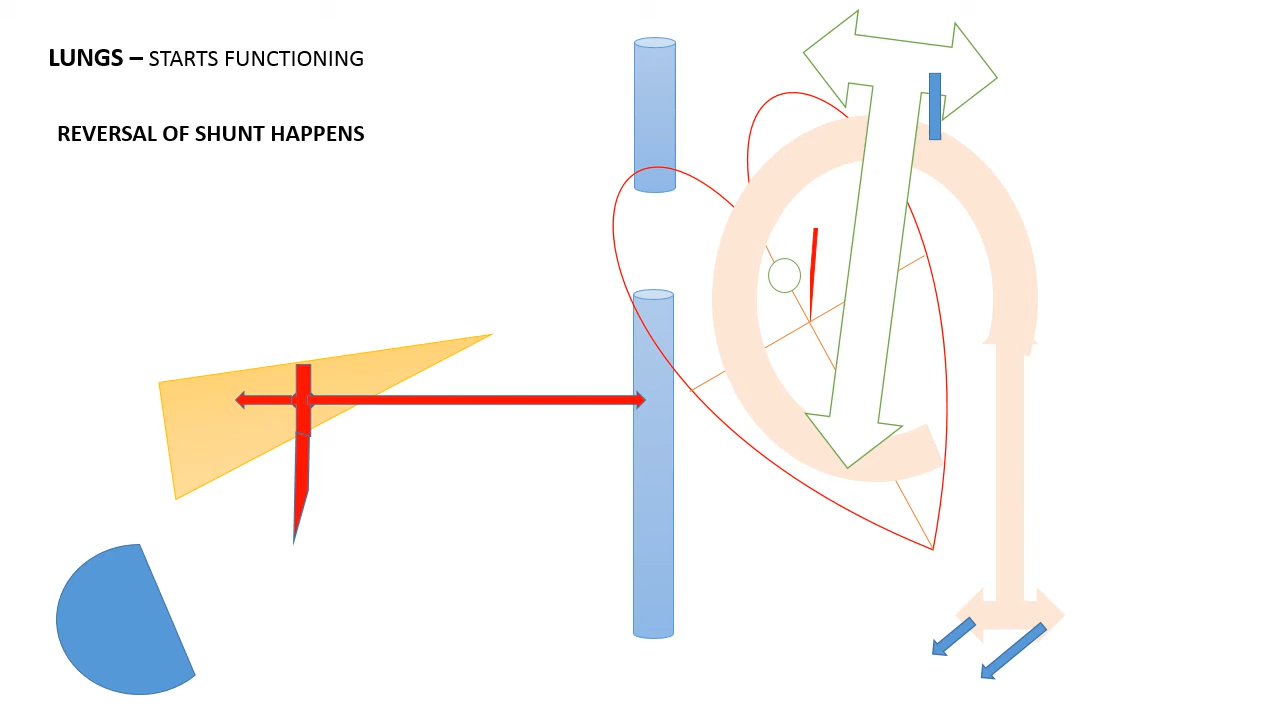 LUNGS – STARTS FUNCTIONING
REVERSAL OF SHUNT HAPPENS